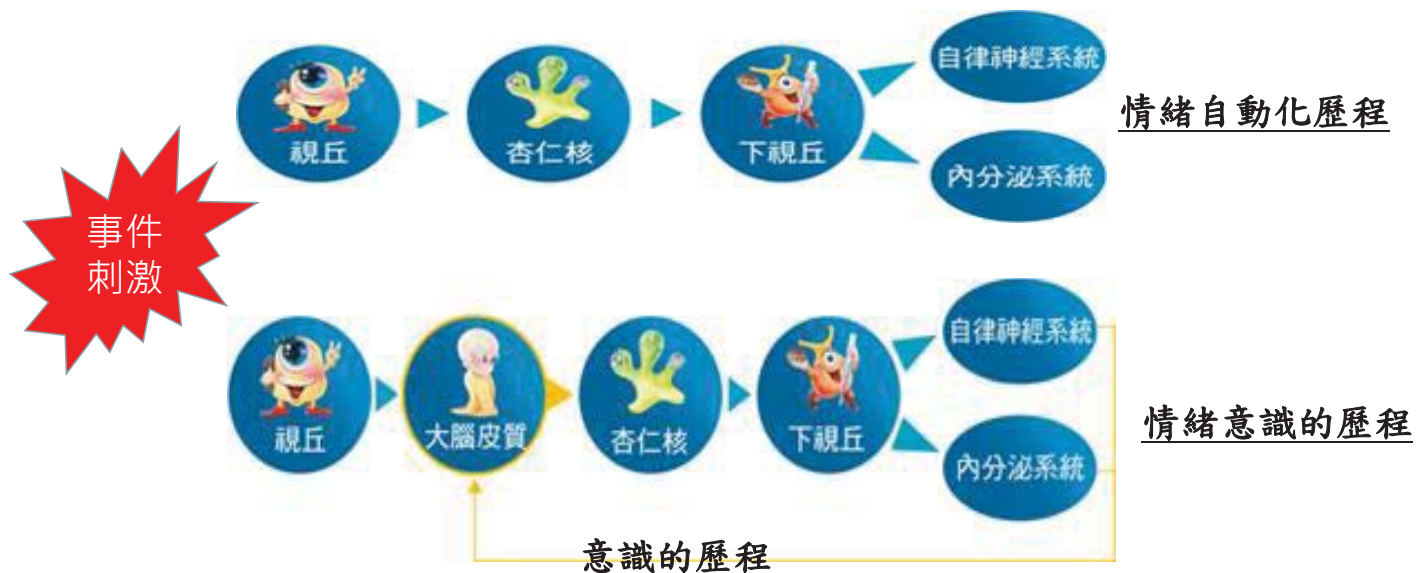 事件
刺激
視丘
杏仁核
下視丘
自律神經系統
內分泌系統
情緒自動化歷程
視丘
大腦皮質
杏仁核
下視丘
自律神經系統
內分泌系統
情緒意識的歷程
意識的歷程